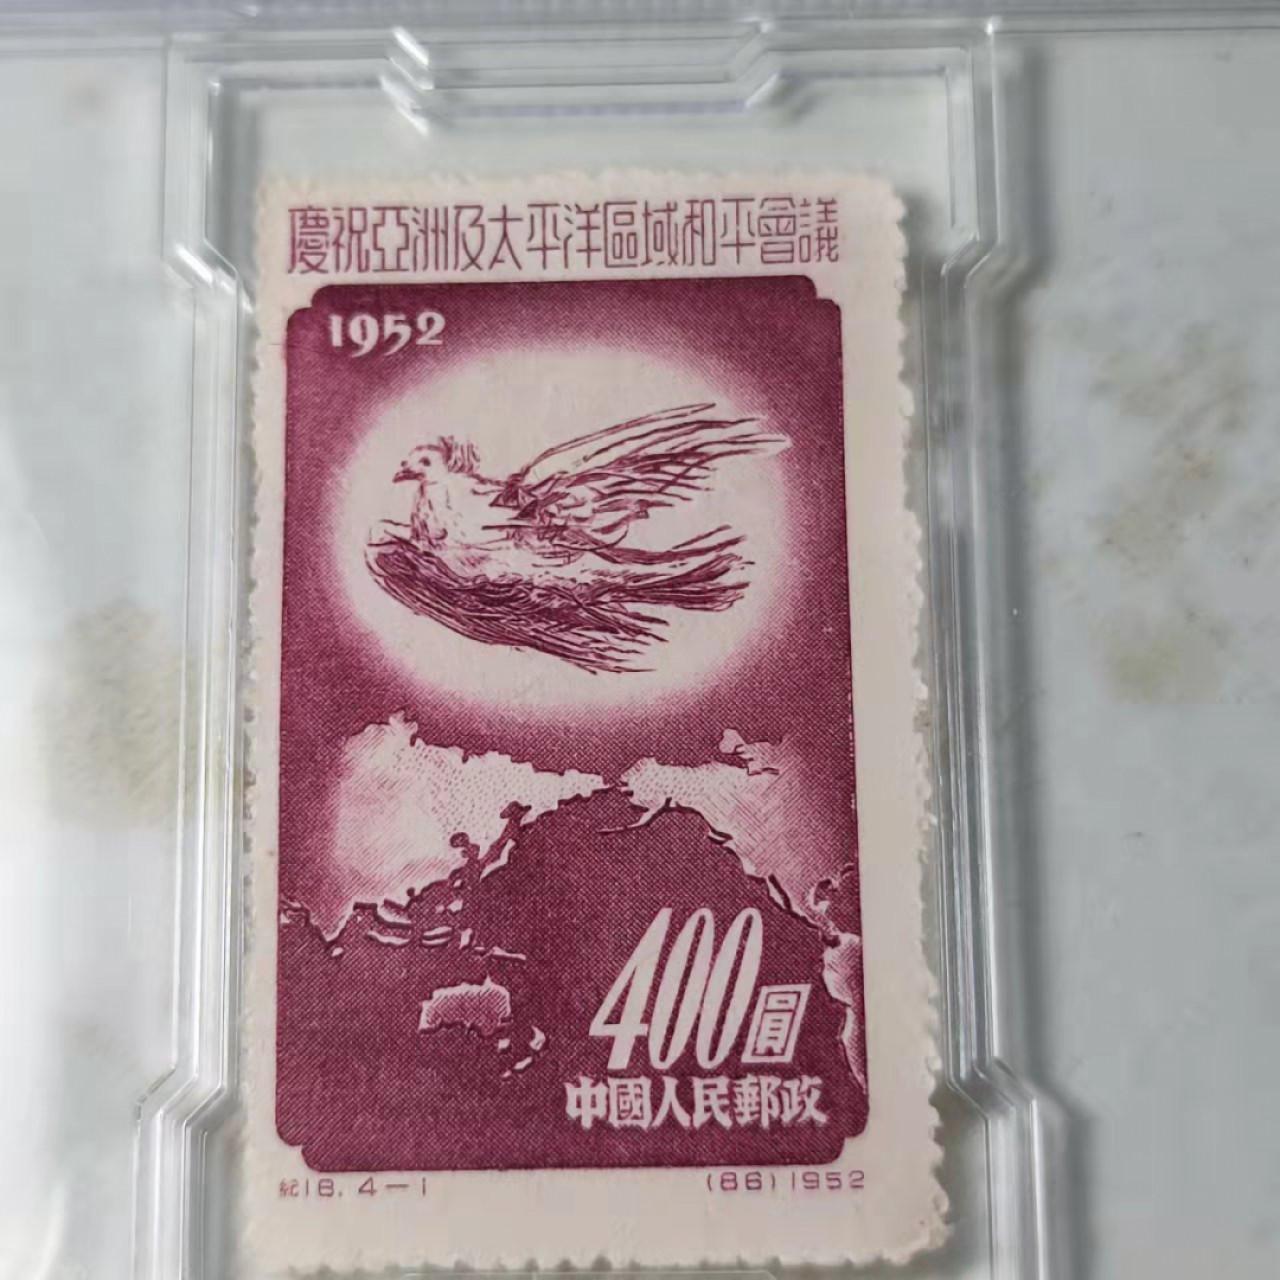 慶祝亞洲及太平洋區域和平會議
1952
400圓
中國人民郵政
紀18.4-1 (86)1952